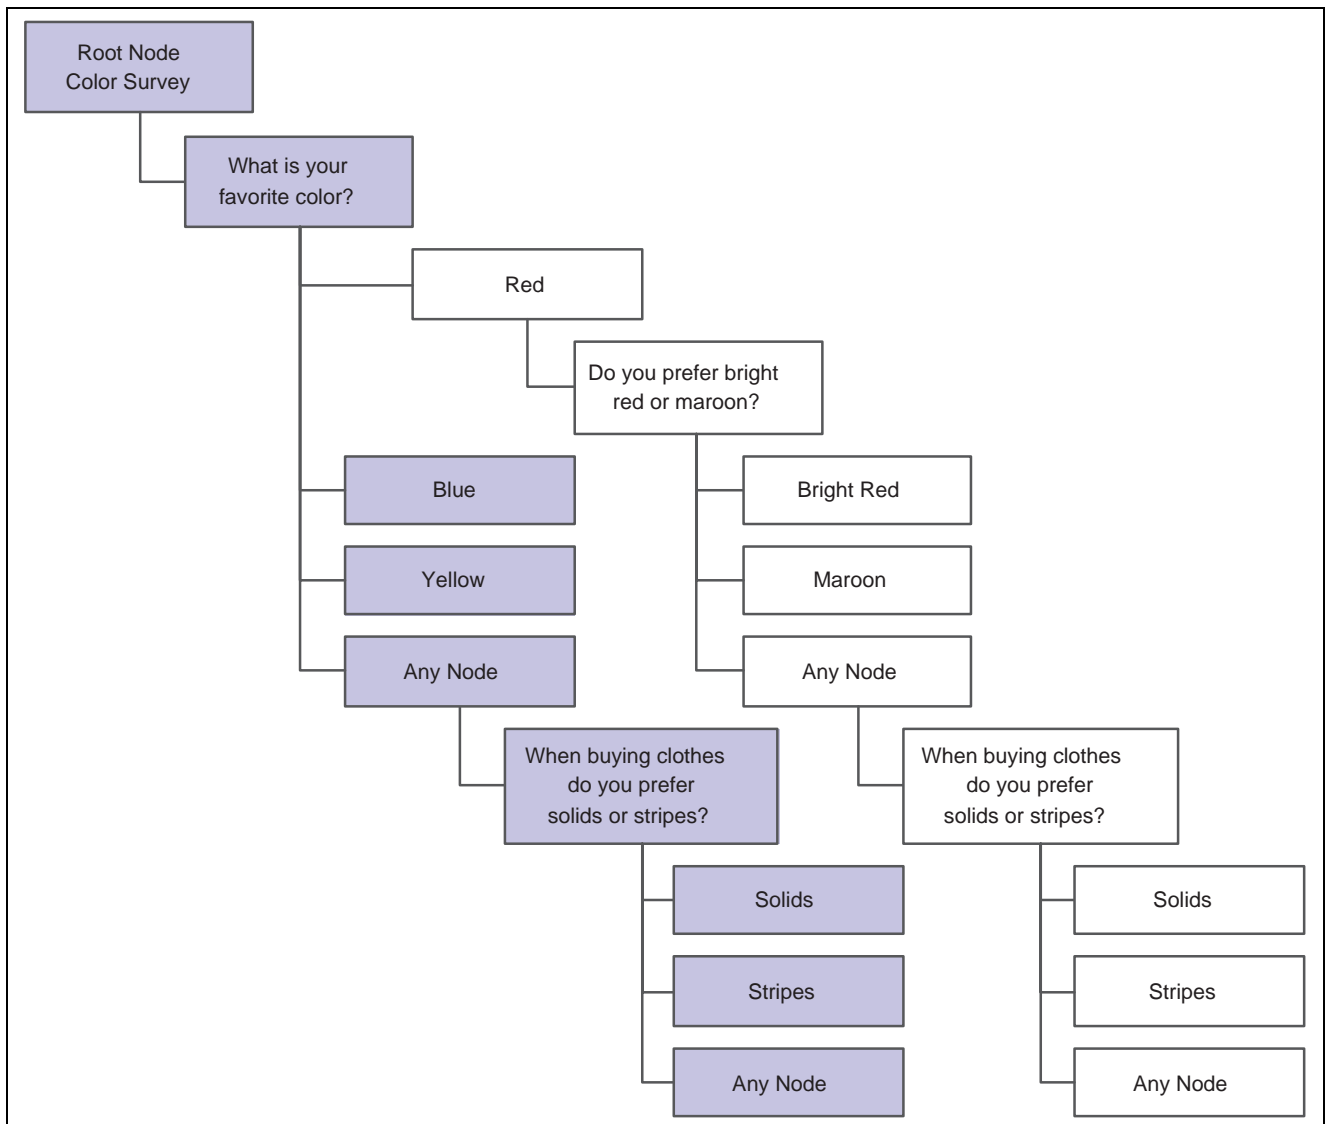 Root Node
Color Survey
What is your
favorite color?
Red
Do you prefer bright
red or maroon?
Blue
Bright Red
Yellow
Maroon
Any Node
Any Node
When buying clothes
do you prefer
solids or stripes?
When buying clothes
do you prefer
solids or stripes?
Solids
Solids
Stripes
Stripes
Any Node
Any Node